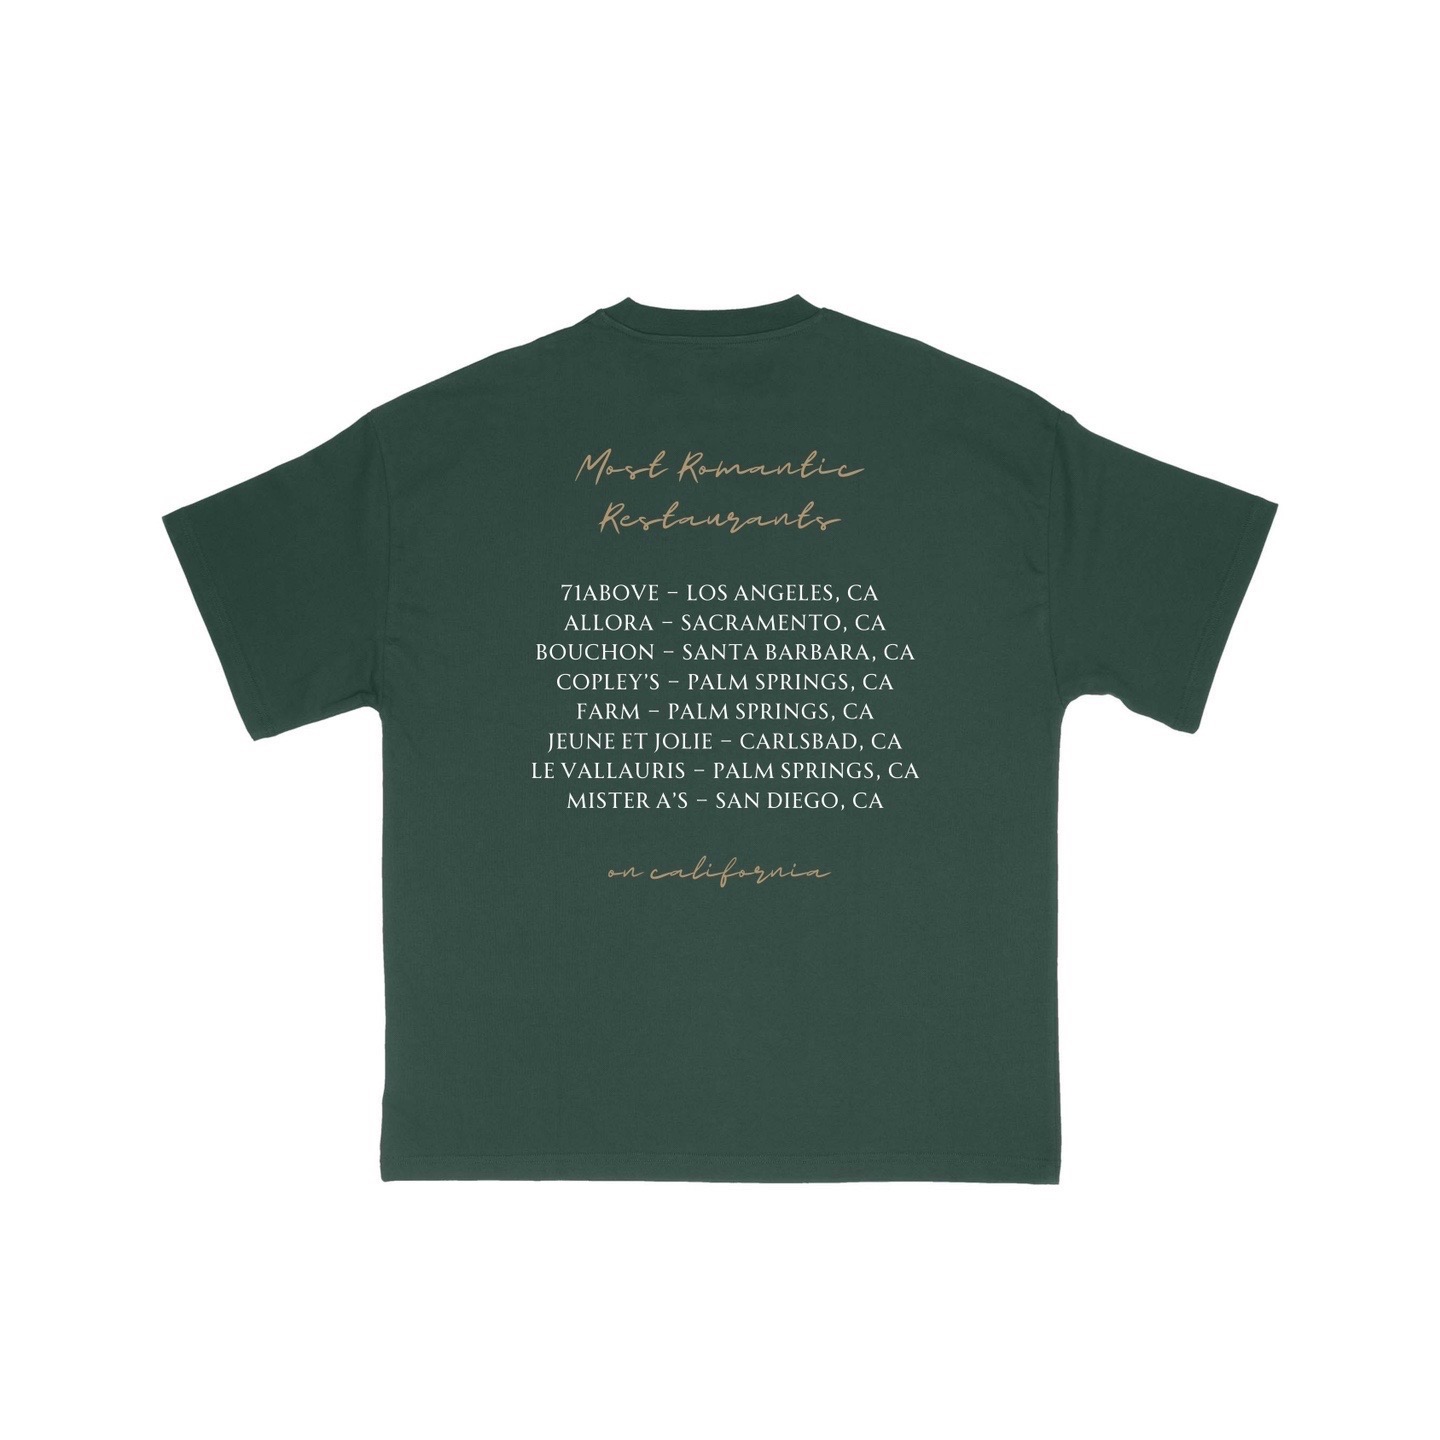 Most Romantic
Restaurants
71ABOVE – LOS ANGELES, CA
ALLORA – SACRAMENTO, CA
BOUCHON – SANTA BARBARA, CA
COPLEY'S – PALM SPRINGS, CA
FARM – PALM SPRINGS, CA
JEUNE ET JOLIE – CARLSBAD, CA
LE VALLAURIS – PALM SPRINGS, CA
MISTER A'S – SAN DIEGO, CA
on california